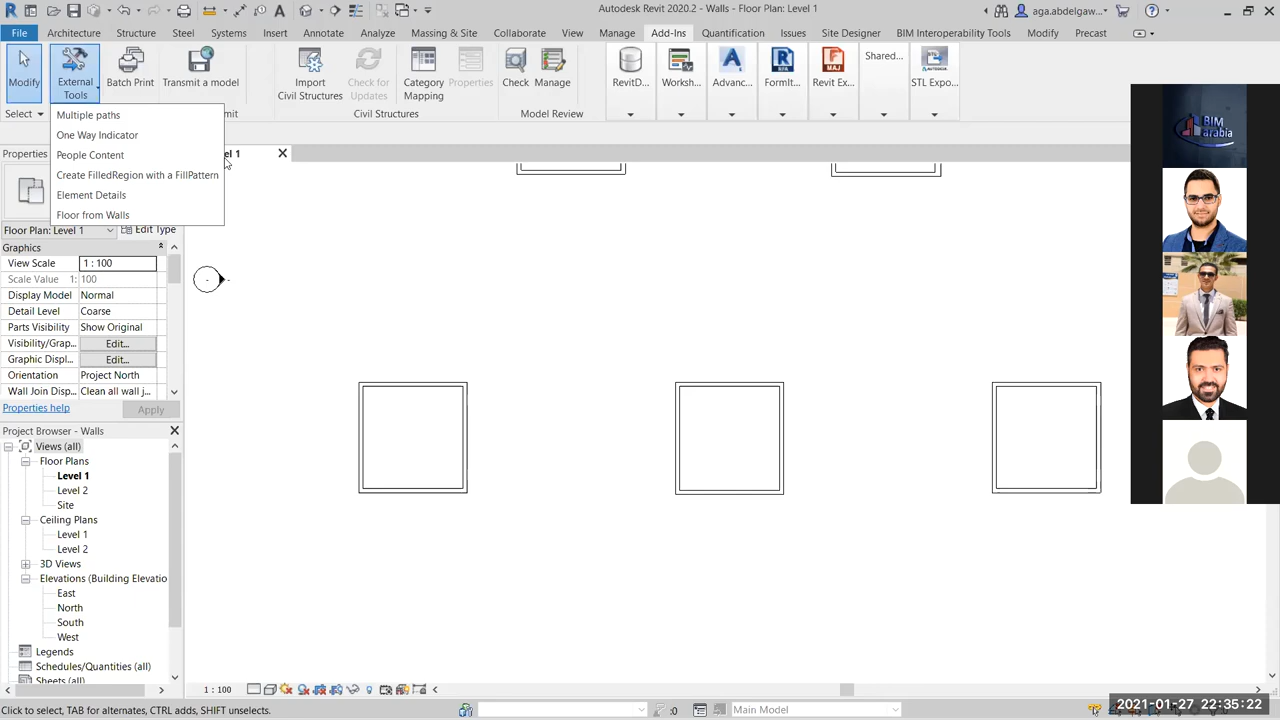 Autodesk Revit 2020.2 - Walls - Floor Plan: Level 1
aga.abdelgaw...
File Architecture Structure Steel Systems Insert Annotate Analyze Massing & Site Collaborate View Manage Add-Ins Quantification Issues Site Designer BIM Interoperability Tools Modify Precast
Modify
External Tools
Batch Print
Transmit a model
Import
Civil Structures
Check for
Updates
Category
Mapping
Properties
Check
Manage
RevitD...
Worksh...
Advanc...
FormIt...
Revit Ex...
Shared...
STL Expo...
Select
mit
Civil Structures
Model Review
Multiple paths
One Way Indicator
People Content
Create FilledRegion with a FillPattern
Element Details
Floor from Walls
Properties
el 1
Floor Plan: Level 1
Edit Type
Graphics
View Scale 1 : 100
Scale Value 1: 100
Display Model Normal
Detail Level Coarse
Parts Visibility Show Original
Visibility/Grap... Edit...
Graphic Displ... Edit...
Orientation Project North
Wall Join Disp... Clean all wall j...
Properties help
Apply
Project Browser - Walls
Views (all)
Floor Plans
Level 1
Level 2
Site
Ceiling Plans
Level 1
Level 2
3D Views
Elevations (Building Elevatio
East
North
South
West
Legends
Schedules/Quantities (all)
Sheets (all)
BIM
arabia
1 : 100
Click to select, TAB for alternates, CTRL adds, SHIFT unselects.
:0
Main Model
2021-01-27 22:35:22